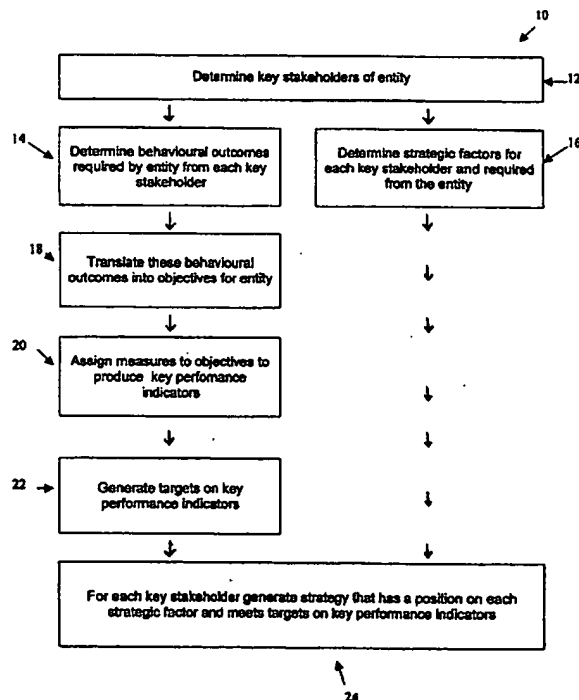 10
Determine key stakeholders of entity
12
14
Determine behavioural outcomes
required by entity from each key
stakeholder
Determine strategic factors for
each key stakeholder and required
from the entity
16
18
Translate these behavioural
outcomes into objectives for entity
20
Assign measures to objectives to
produce key perfomance
indicators
22
Generate targets on key
performance indicators
For each key stakeholder generate strategy that has a position on each
strategic factor and meets targets on key performance indicators
24